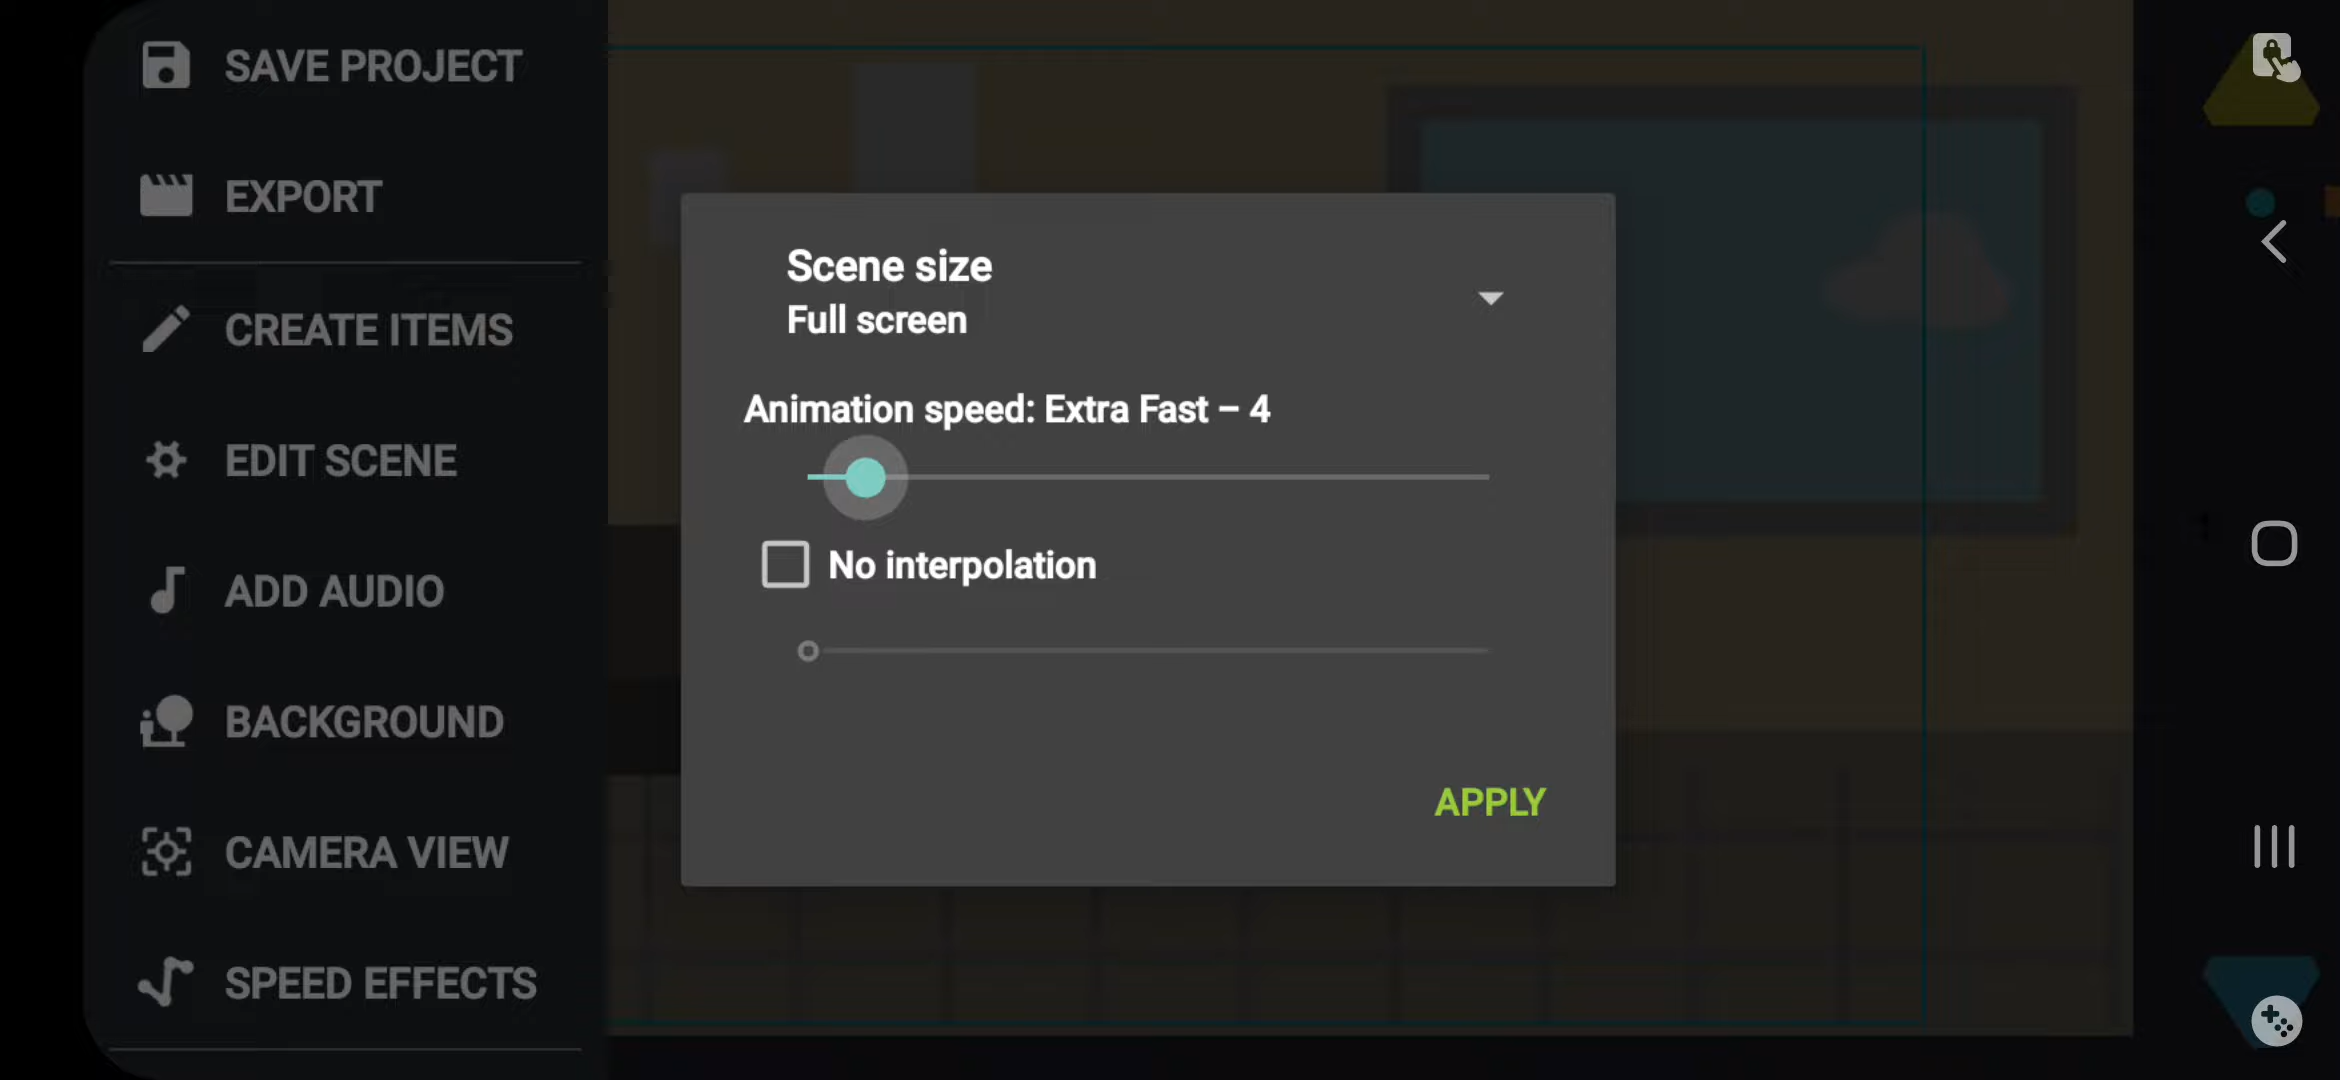 SAVE PROJECT
EXPORT
CREATE ITEMS
EDIT SCENE
ADD AUDIO
BACKGROUND
CAMERA VIEW
SPEED EFFECTS
Scene size
Full screen
Animation speed: Extra Fast – 4
No interpolation
APPLY